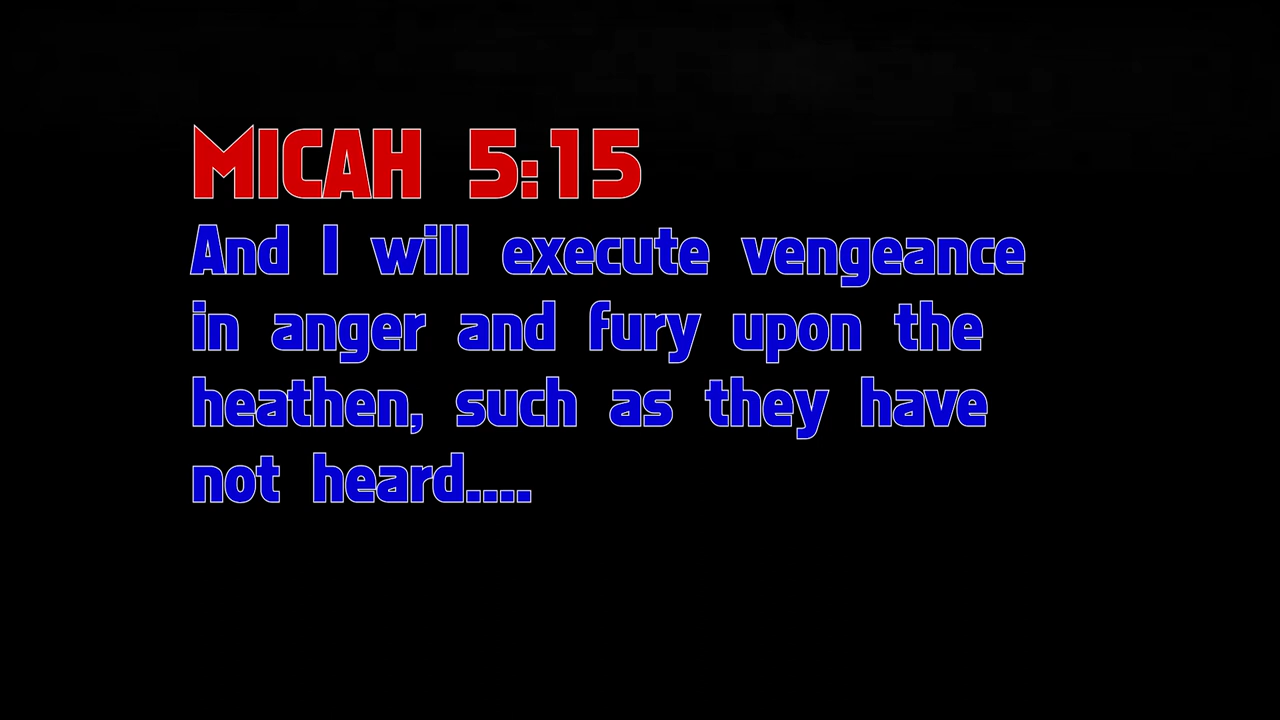 MICAH 5:15
And I will execute vengeance
in anger and fury upon the
heathen, such as they have
not heard....